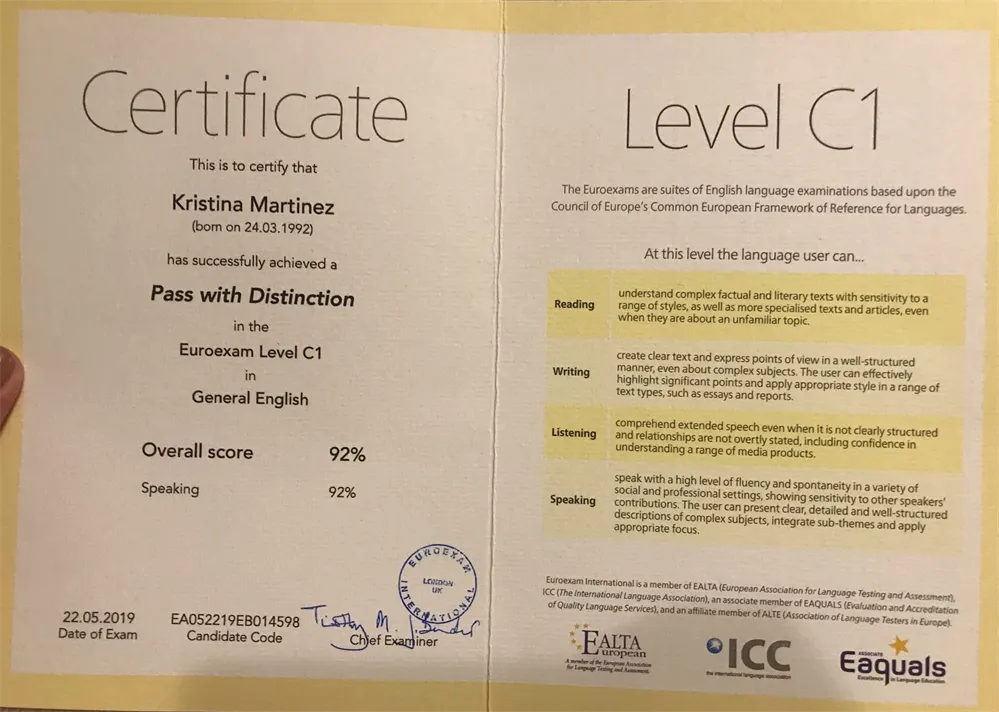 Certificate
This is to certify that
Kristina Martinez
(born on 24.03.1992)
has successfully achieved a
Pass with Distinction
in the
Euroexam Level C1
in
General English
Overall score 92%
Speaking 92%
EUROEXAM
LONDON
UK
INTERNATIONAL
22.05.2019
Date of Exam
EA052219EB014598
Candidate Code
Chief Examiner
Level C1
The Euroexams are suites of English language examinations based upon the
Council of Europe's Common European Framework of Reference for Languages.
At this level the language user can...
Reading
understand complex factual and literary texts with sensitivity to a
range of styles, as well as more specialised texts and articles, even
when they are about an unfamiliar topic.
Writing
create clear text and express points of view in a well-structured
manner, even about complex subjects. The user can effectively
highlight significant points and apply appropriate style in a range of
text types, such as essays and reports.
Listening
comprehend extended speech even when it is not clearly structured
and relationships are not overtly stated, including confidence in
understanding a range of media products.
Speaking
speak with a high level of fluency and spontaneity in a variety of
social and professional settings, showing sensitivity to other speakers'
contributions. The user can present clear, detailed and well-structured
descriptions of complex subjects, integrate sub-themes and apply
appropriate focus.
Euroexam International is a member of EALTA (European Association for Language Testing and Assessment),
ICC (The International Language Association), an associate member of EAQUALS (Evaluation and Accreditation
of Quality Language Services), and an affiliate member of ALTE (Association of Language Testers in Europe).
EALTA
European
A member of the European Association
for Language Testing and Assessment.
ICC
the international language association
ASSOCIATE
Eaquals
Excellence in Language Education